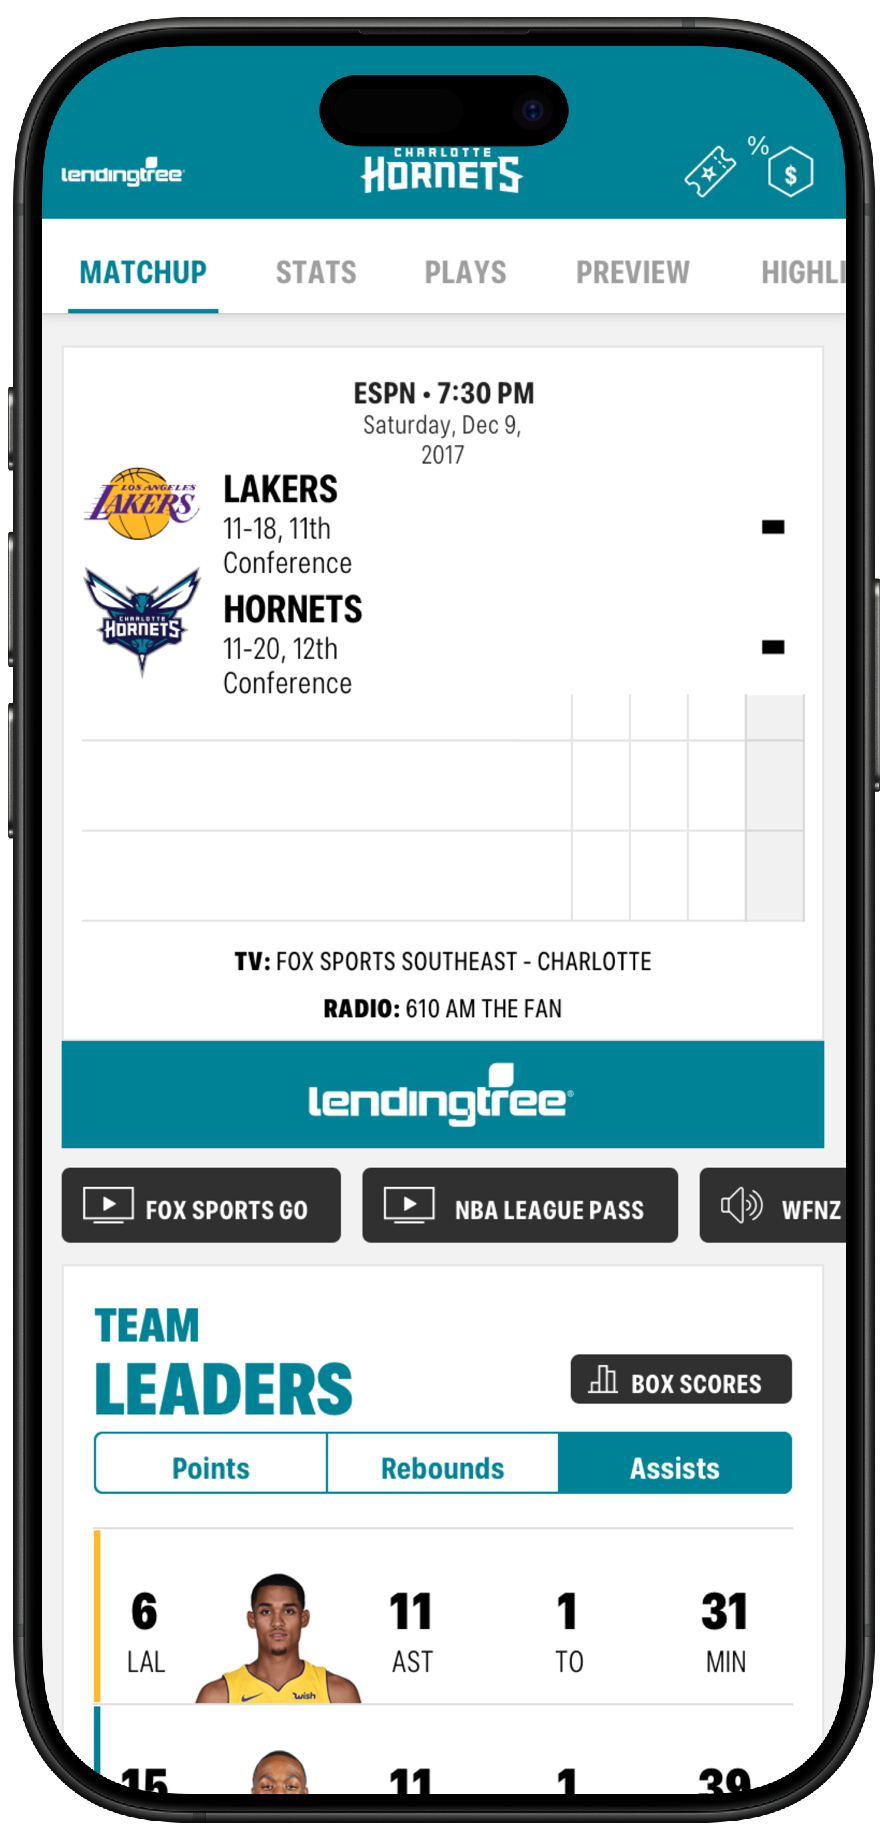 lendingtree
CHARLOTTE
HORNETS
%
$
MATCHUP STATS PLAYS PREVIEW HIGHLI
ESPN • 7:30 PM
Saturday, Dec 9,
2017
LOS ANGELES
LAKERS
LAKERS
11-18, 11th
Conference
CHARLOTTE
HORNETS
HORNETS
11-20, 12th
Conference
TV: FOX SPORTS SOUTHEAST - CHARLOTTE
RADIO: 610 AM THE FAN
lendingtree®
FOX SPORTS GO NBA LEAGUE PASS WFNZ
TEAM
LEADERS
BOX SCORES
Points Rebounds Assists
6 11 1 31
LAL AST TO MIN
wish
15 11 1 39